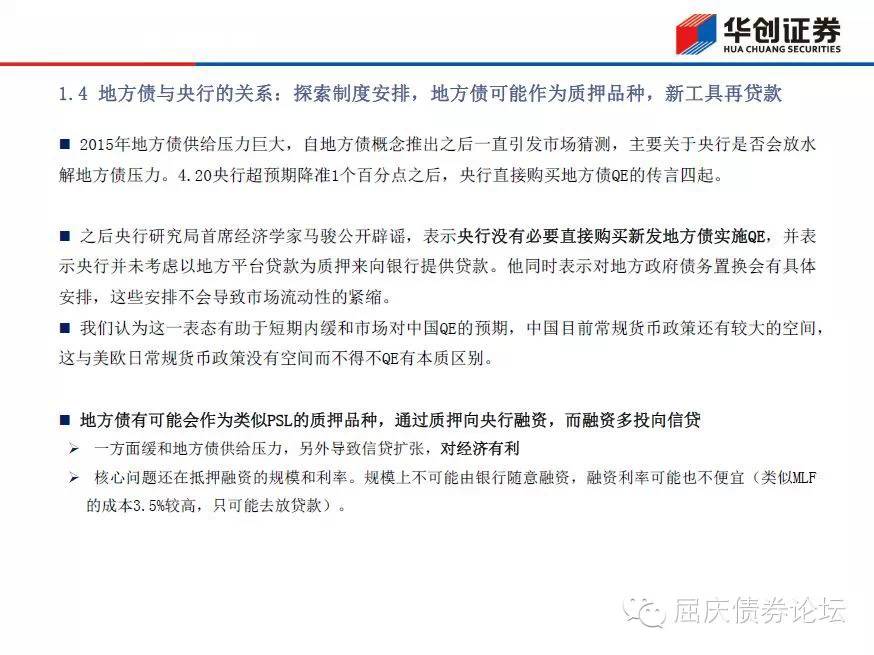 华创证券
HUA CHUANG SECURITIES
1.4 地方债与央行的关系：探索制度安排，地方债可能作为质押品种，新工具再贷款
■ 2015年地方债供给压力巨大，自地方债概念推出之后一直引发市场猜测，主要关于央行是否会放水
解地方债压力。4.20央行超预期降准1个百分点之后，央行直接购买地方债QE的传言四起。
■ 之后央行研究局首席经济学家马骏公开辟谣，表示央行没有必要直接购买新发地方债实施QE，并表
示央行并未考虑以地方平台贷款为质押来向银行提供贷款。他同时表示对地方政府债务置换会有具体
安排，这些安排不会导致市场流动性的紧缩。
■ 我们认为这一表态有助于短期内缓和市场对中国QE的预期，中国目前常规货币政策还有较大的空间，
这与美欧日常规货币政策没有空间而不得不QE有本质区别。
■ 地方债有可能会作为类似PSL的质押品种，通过质押向央行融资，而融资多投向信贷
➢ 一方面缓和地方债供给压力，另外导致信贷扩张，对经济有利
➢ 核心问题还在抵押融资的规模和利率。规模上不可能由银行随意融资，融资利率可能也不便宜（类似MLF
的成本3.5%较高，只可能去放贷款）。
屈庆债券论坛